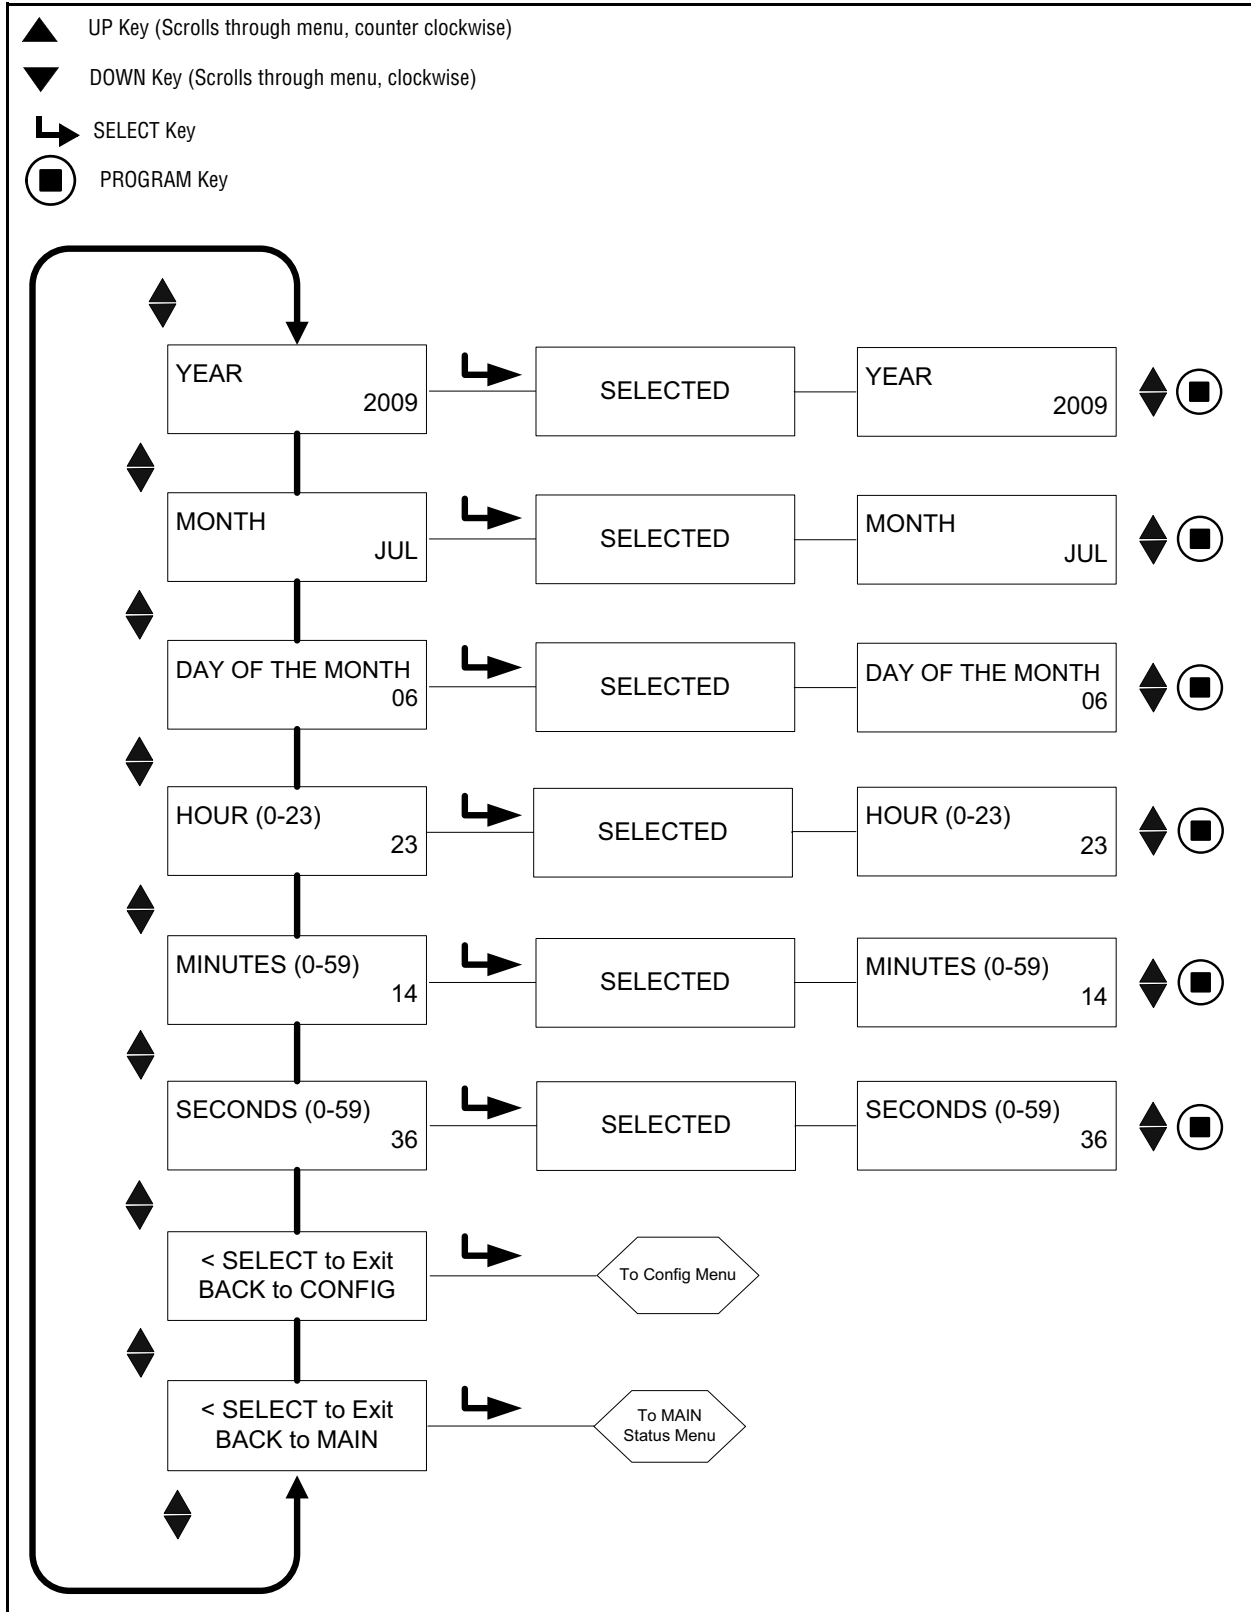 UP Key (Scrolls through menu, counter clockwise)
DOWN Key (Scrolls through menu, clockwise)
SELECT Key
PROGRAM Key
YEAR
2009
SELECTED
YEAR
2009
MONTH
JUL
SELECTED
MONTH
JUL
DAY OF THE MONTH
06
SELECTED
DAY OF THE MONTH
06
HOUR (0-23)
23
SELECTED
HOUR (0-23)
23
MINUTES (0-59)
14
SELECTED
MINUTES (0-59)
14
SECONDS (0-59)
36
SELECTED
SECONDS (0-59)
36
< SELECT to Exit
BACK to CONFIG
To Config Menu
< SELECT to Exit
BACK to MAIN
To MAIN
Status Menu